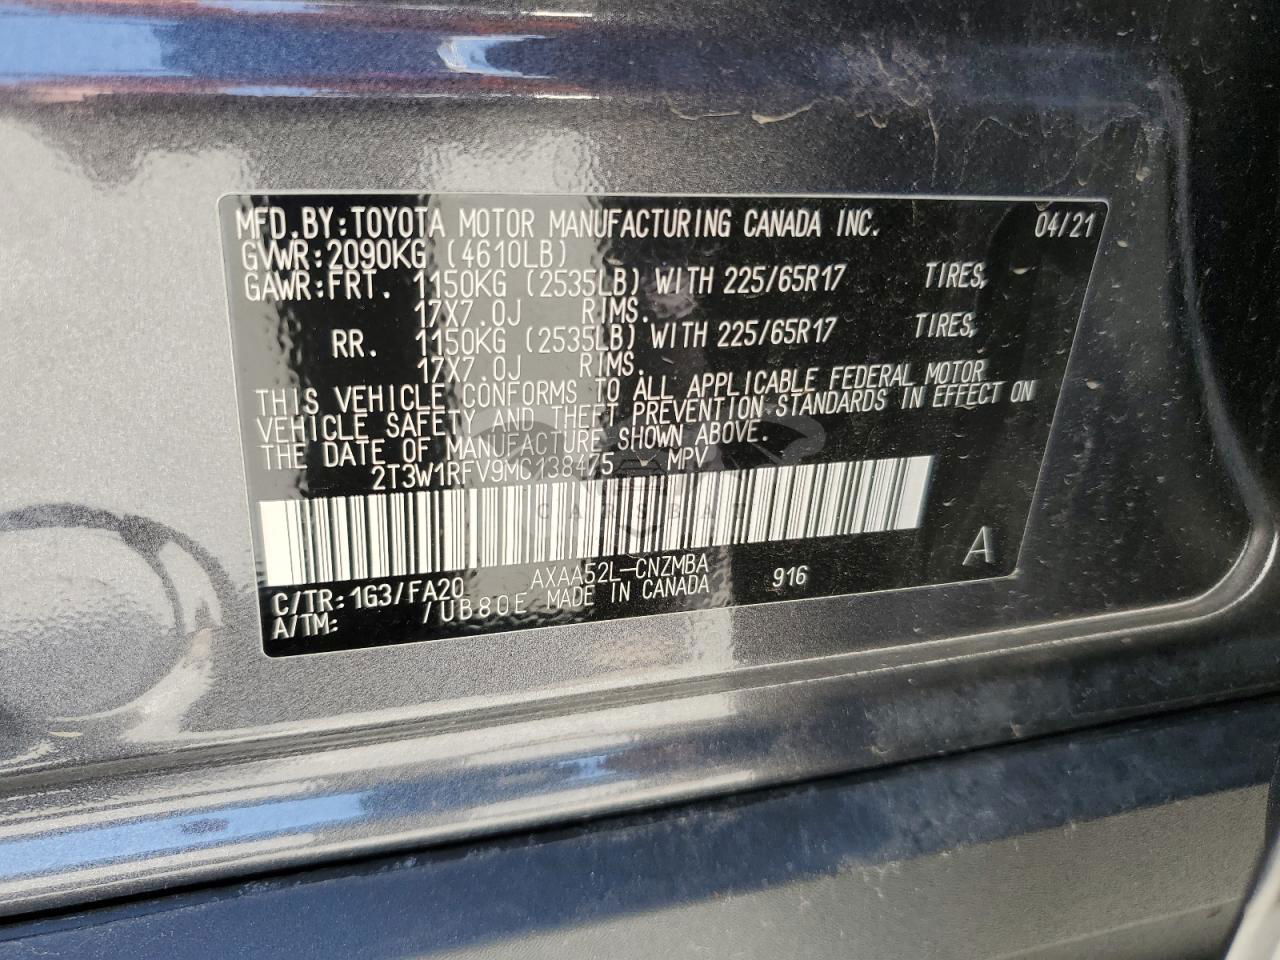 MFD.BY:TOYOTA MOTOR MANUFACTURING CANADA INC. 04/21
GVWR:2090KG (4610LB)
GAWR:FRT. 1150KG (2535LB) WITH 225/65R17 TIRES,
17X7.0J RIMS.
RR. 1150KG (2535LB) WITH 225/65R17 TIRES,
17X7.0J RIMS.
THIS VEHICLE CONFORMS TO ALL APPLICABLE FEDERAL MOTOR
VEHICLE SAFETY AND THEFT PREVENTION STANDARDS IN EFFECT ON
THE DATE OF MANUFACTURE SHOWN ABOVE.
2T3W1RFV9MC138475 MPV
AXAA52L-CNZMBA 916 A
C/TR:1G3/FA20 MADE IN CANADA
A/TM: /UB80E